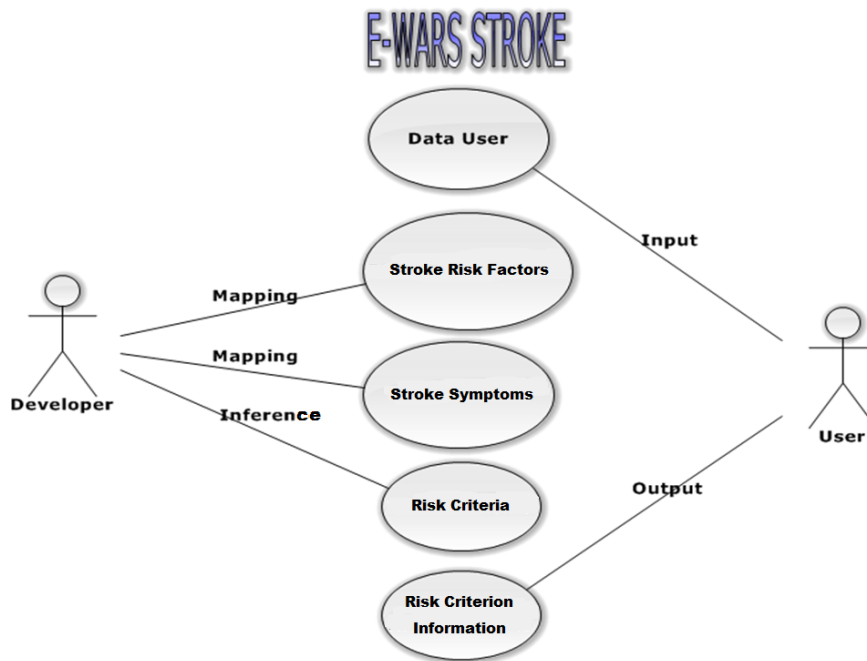 E-WARS STROKE
Data User
Input
Stroke Risk Factors
Mapping
Mapping
Developer
Stroke Symptoms
Inference
User
Output
Risk Criteria
Risk Criterion
Information